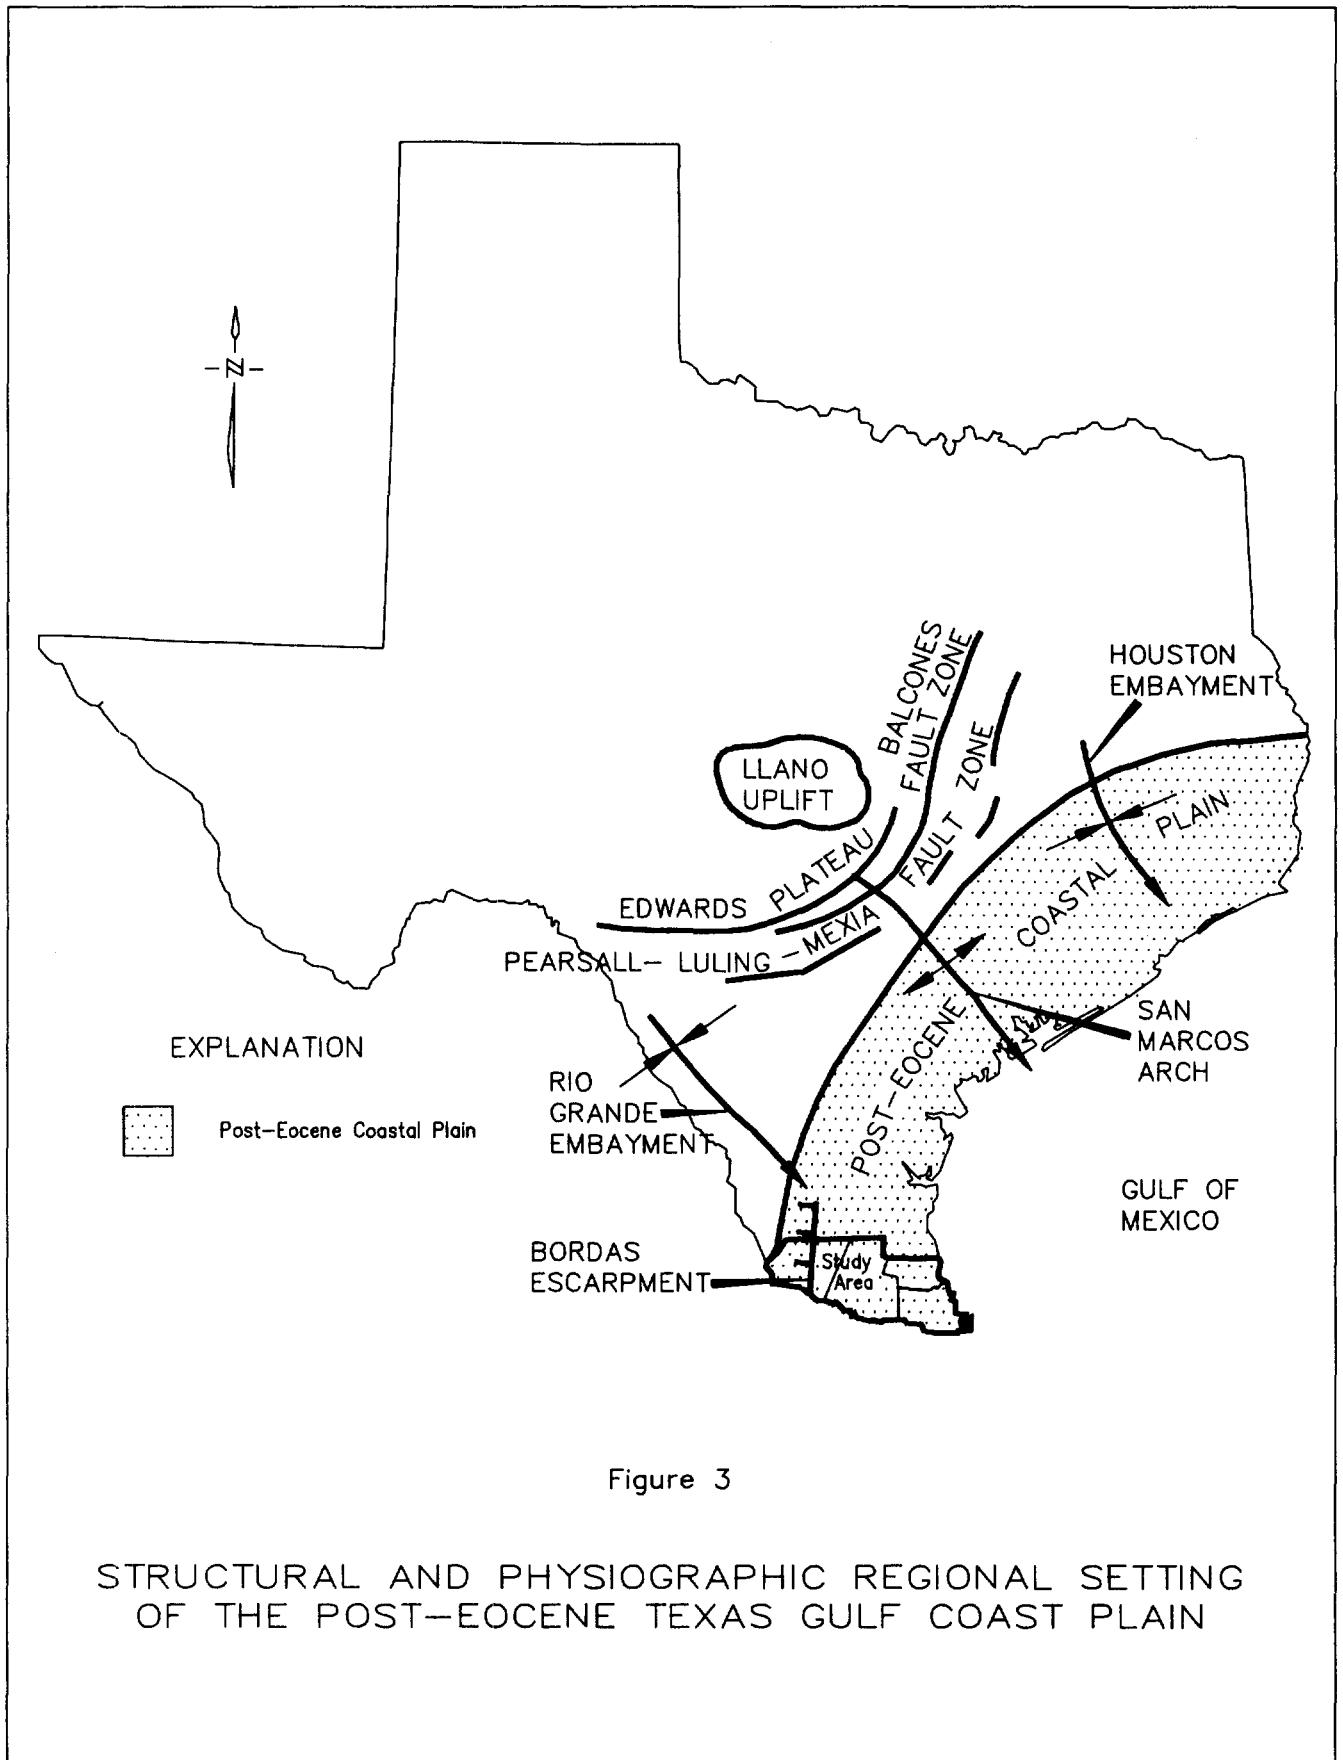 N
BALCONES
FAULT ZONE
HOUSTON
EMBAYMENT
LLANO
UPLIFT
EDWARDS PLATEAU
PEARSALL- LULING -MEXIA FAULT ZONE
POST-EOCENE COASTAL PLAIN
SAN
MARCOS
ARCH
EXPLANATION
Post-Eocene Coastal Plain
RIO
GRANDE
EMBAYMENT
GULF OF
MEXICO
BORDAS
ESCARPMENT
Study
Area
Figure 3
STRUCTURAL AND PHYSIOGRAPHIC REGIONAL SETTING
OF THE POST-EOCENE TEXAS GULF COAST PLAIN